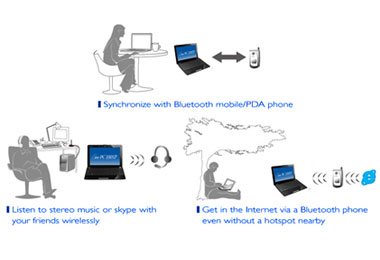 Synchronize with Bluetooth mobile/PDA phone
Listen to stereo music or skype with
your friends wirelessly
Get in the Internet via a Bluetooth phone
even without a hotspot nearby